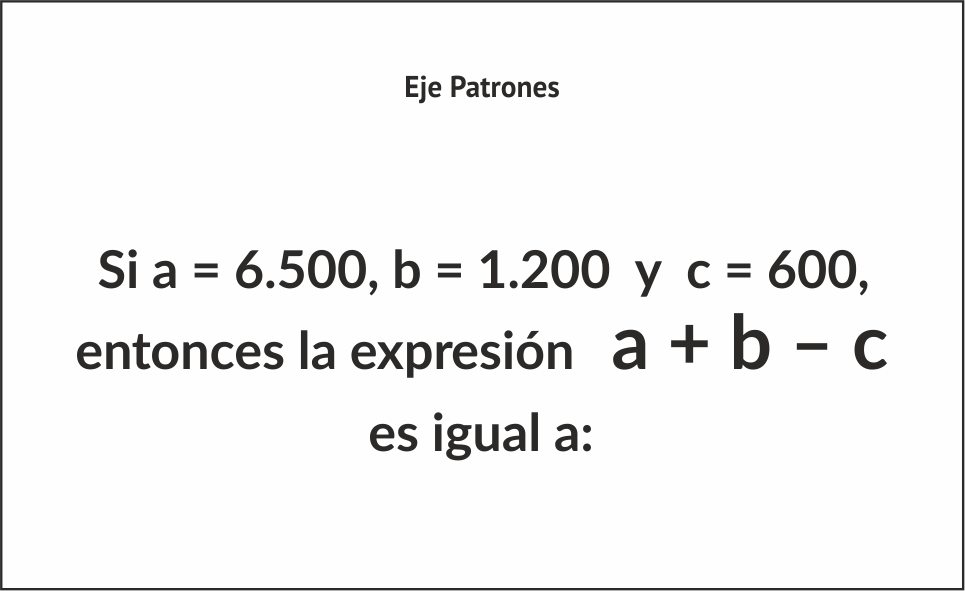 Eje Patrones
Si a = 6.500, b = 1.200 y c = 600,
entonces la expresión a + b – c
es igual a: